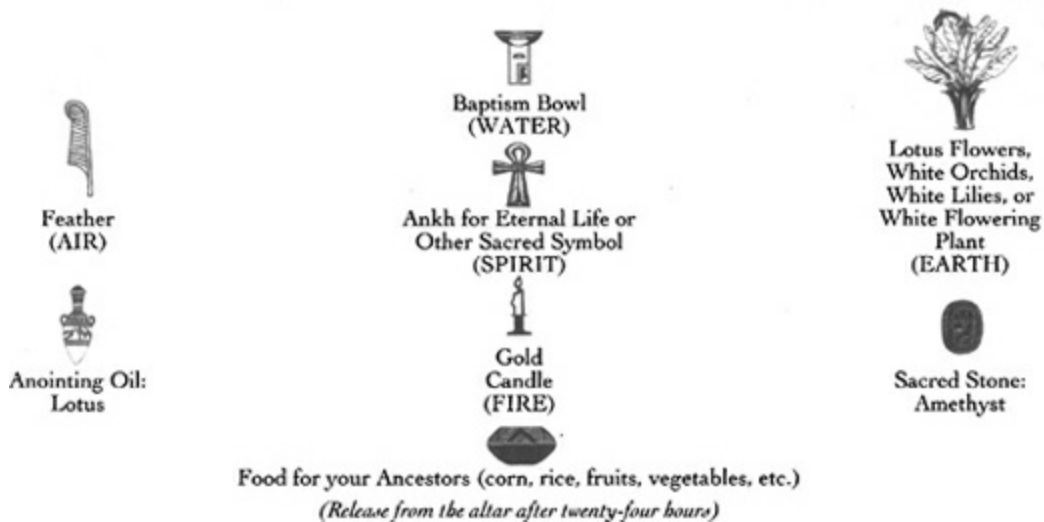 Baptism Bowl
(WATER)
Feather
(AIR)
Ankh for Eternal Life or
Other Sacred Symbol
(SPIRIT)
Lotus Flowers,
White Orchids,
White Lilies, or
White Flowering
Plant
(EARTH)
Anointing Oil:
Lotus
Gold
Candle
(FIRE)
Sacred Stone:
Amethyst
Food for your Ancestors (corn, rice, fruits, vegetables, etc.)
(Release from the altar after twenty-four hours)